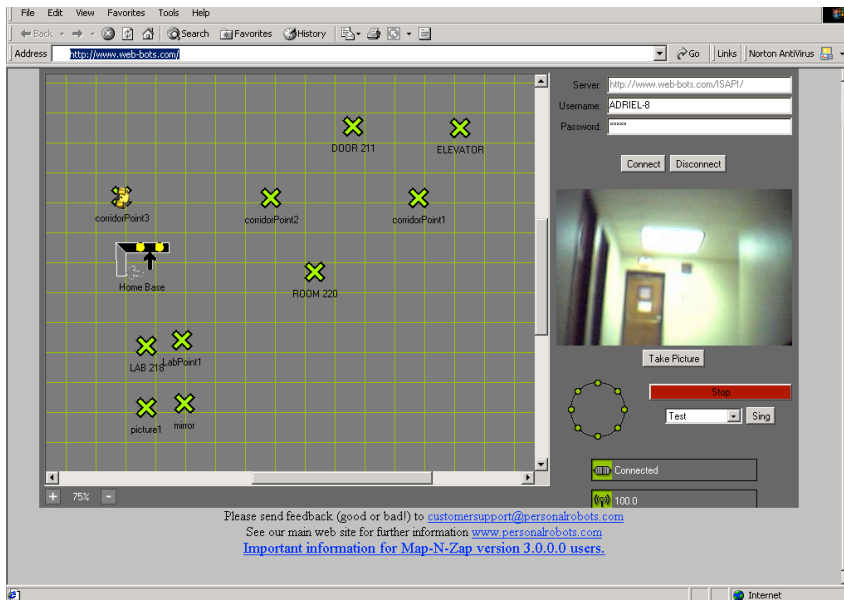 File Edit View Favorites Tools Help
Back Search Favorites History
Address http://www.web-bots.com/ Go Links Norton AntiVirus
Server: http://www.web-bots.com/ISAPI/
Username: ADRIEL-8
Password: *****
Connect Disconnect
DOOR 211 ELEVATOR
corridorPoint3 corridorPoint2 corridorPoint1
Home Base
ROOM 220
LAB 218 LabPoint1
picture1 mirror
Take Picture
Stop
Test Sing
Connected
100.0
+ 75% -
Please send feedback (good or bad!) to customersupport@personalrobots.com
See our main web site for further information www.personalrobots.com
Important information for Map-N-Zap version 3.0.0.0 users.
Internet